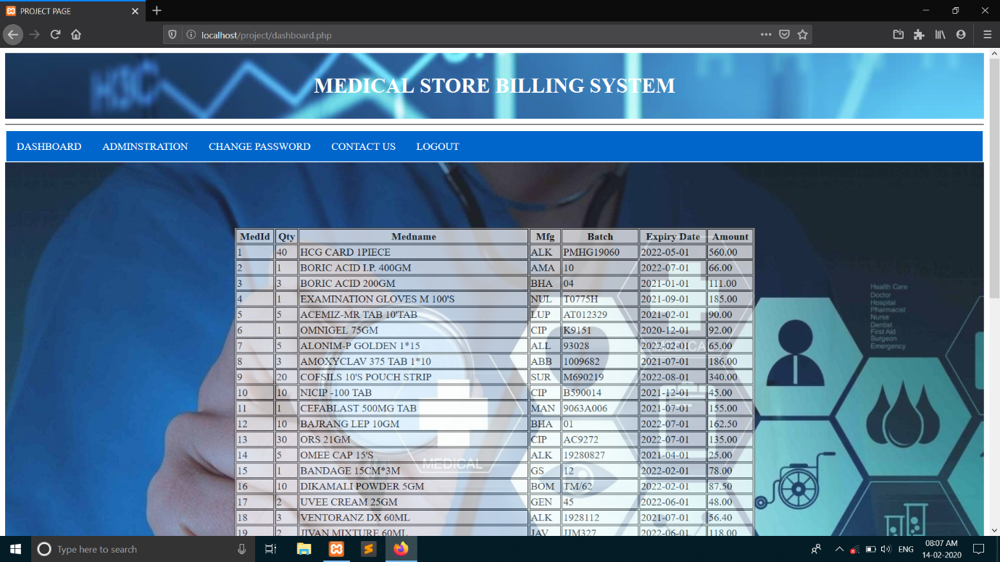 PROJECT PAGE
localhost/project/dashboard.php
H3C
MEDICAL STORE BILLING SYSTEM
DASHBOARD ADMINSTRATION CHANGE PASSWORD CONTACT US LOGOUT
MedId Qty Medname Mfg Batch Expiry Date Amount
1 40 HCG CARD 1PIECE ALK PMHG19060 2022-05-01 560.00
2 1 BORIC ACID I.P. 400GM AMA 10 2022-07-01 66.00
3 3 BORIC ACID 200GM BHA 04 2021-01-01 111.00
4 1 EXAMINATION GLOVES M 100'S NUL T0775H 2021-09-01 185.00
5 5 ACEMIZ-MR TAB 10'TAB LUP AT012329 2021-02-01 90.00
6 1 OMNIGEL 75GM CIP K9151 2020-12-01 92.00
7 5 ALONIM-P GOLDEN 1*15 ALL 93028 2022-02-01 65.00
8 3 AMOXYCLAV 375 TAB 1*10 ABB 1009682 2021-07-01 186.00
9 20 COFSILS 10'S POUCH STRIP SUR M690219 2022-08-01 340.00
10 10 NICIP -100 TAB CIP B590014 2021-12-01 45.00
11 1 CEFABLAST 500MG TAB MAN 9063A006 2021-07-01 155.00
12 10 BAJRANG LEP 10GM BHA 01 2022-07-01 162.50
13 30 ORS 21GM CIP AC9272 2022-07-01 135.00
14 5 OMEE CAP 15'S ALK 19280827 2021-04-01 25.00
15 1 BANDAGE 15CM*3M GS 12 2022-02-01 78.00
16 10 DIKAMALI POWDER 5GM BOM TM/62 2022-02-01 87.50
17 2 UVEE CREAM 25GM GEN 45 2022-06-01 48.00
18 3 VENTORANZ DX 60ML ALK 1928112 2021-07-01 56.40
19 2 JIVAN MIXTURE 60ML JAV JJM327 2022-06-01 118.00
MEDICAL
MEDICAL
Health Care
Doctor
Hospital
Pharmacist
Nurse
Dentist
First Aid
Surgeon
Emergency
Type here to search
ENG
08:07 AM
14-02-2020